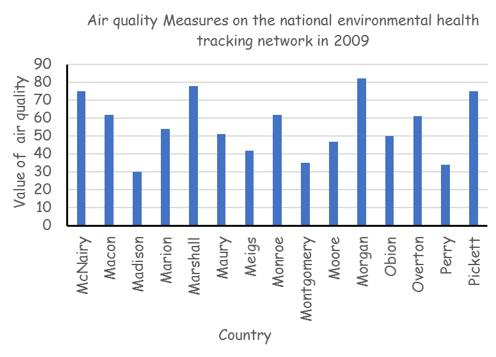 Air quality Measures on the national environmental health
tracking network in 2009
Value of air quality
90
80
70
60
50
40
30
20
10
0
McNairy
Macon
Madison
Marion
Marshall
Maury
Meigs
Monroe
Montgomery
Moore
Morgan
Obion
Overton
Perry
Pickett
Country